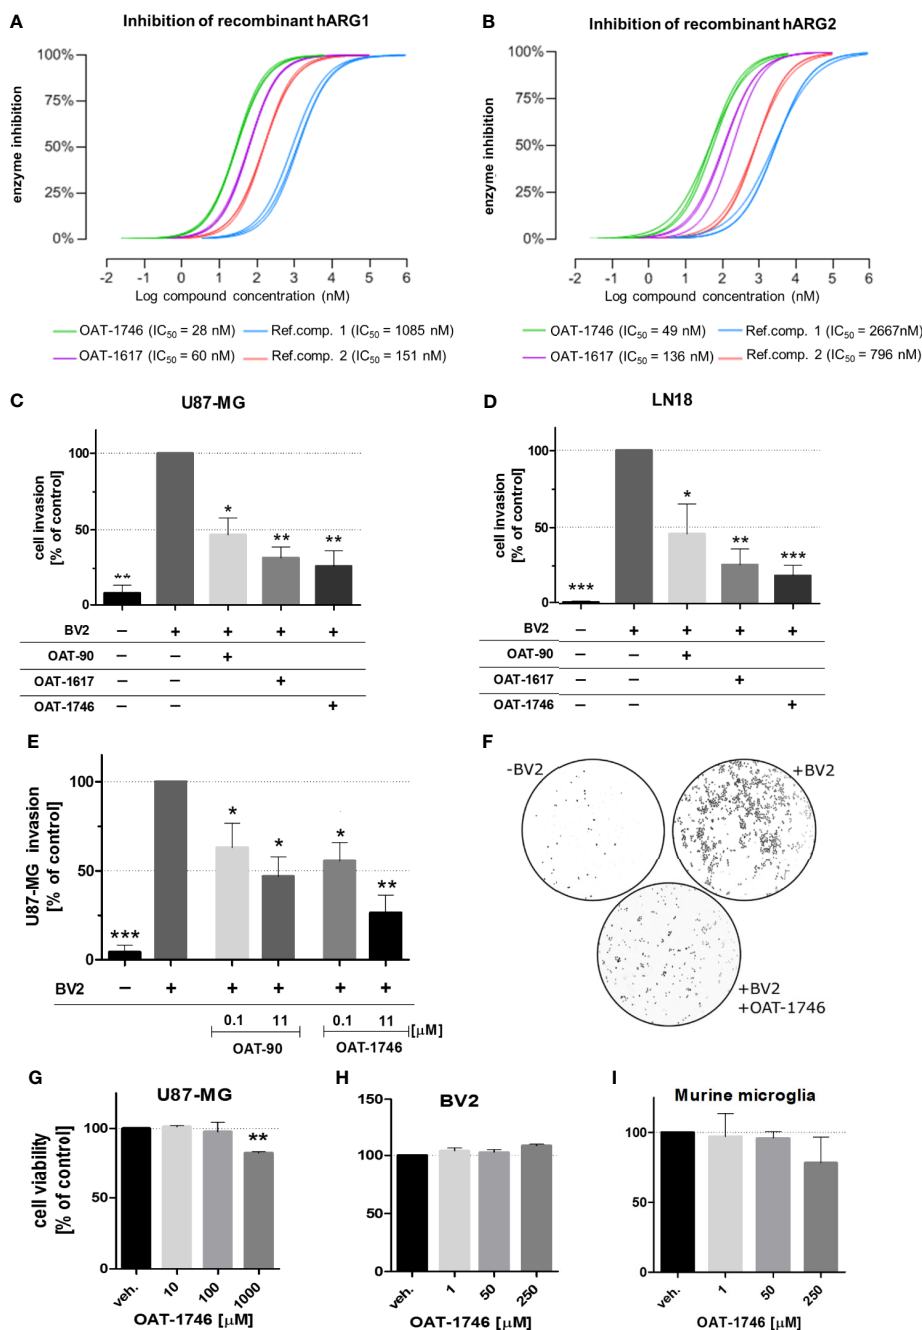 A
Inhibition of recombinant hARG1
enzyme inhibition
100%
75%
50%
25%
0%
-2 -1 0 1 2 3 4 5 6
Log compound concentration (nM)
OAT-1746 (IC50 = 28 nM)
Ref.comp. 1 (IC50 = 1085 nM)
OAT-1617 (IC50 = 60 nM)
Ref.comp. 2 (IC50 = 151 nM)
B
Inhibition of recombinant hARG2
enzyme inhibition
100%
75%
50%
25%
0%
-2 -1 0 1 2 3 4 5 6
Log compound concentration (nM)
OAT-1746 (IC50 = 49 nM)
Ref.comp. 1 (IC50 = 2667nM)
OAT-1617 (IC50 = 136 nM)
Ref.comp. 2 (IC50 = 796 nM)
C
U87-MG
cell invasion
[% of control]
100
50
0
** * ** **
BV2 – + + + +
OAT-90 – – +
OAT-1617 – – +
OAT-1746 – – +
D
LN18
cell invasion
[% of control]
100
50
0
*** * ** ***
BV2 – + + + +
OAT-90 – – +
OAT-1617 – – +
OAT-1746 – – +
E
U87-MG invasion
[% of control]
100
50
0
*** * * * **
BV2 – + + + + +
0.1 11 0.1 11 [µM]
OAT-90 OAT-1746
F
-BV2
+BV2
+BV2
+OAT-1746
G
U87-MG
cell viability
[% of control]
100
50
0
**
veh. 10 100 1000
OAT-1746 [µM]
H
BV2
150
100
50
0
veh. 1 50 250
OAT-1746 [µM]
I
Murine microglia
100
50
0
veh. 1 50 250
OAT-1746 [µM]